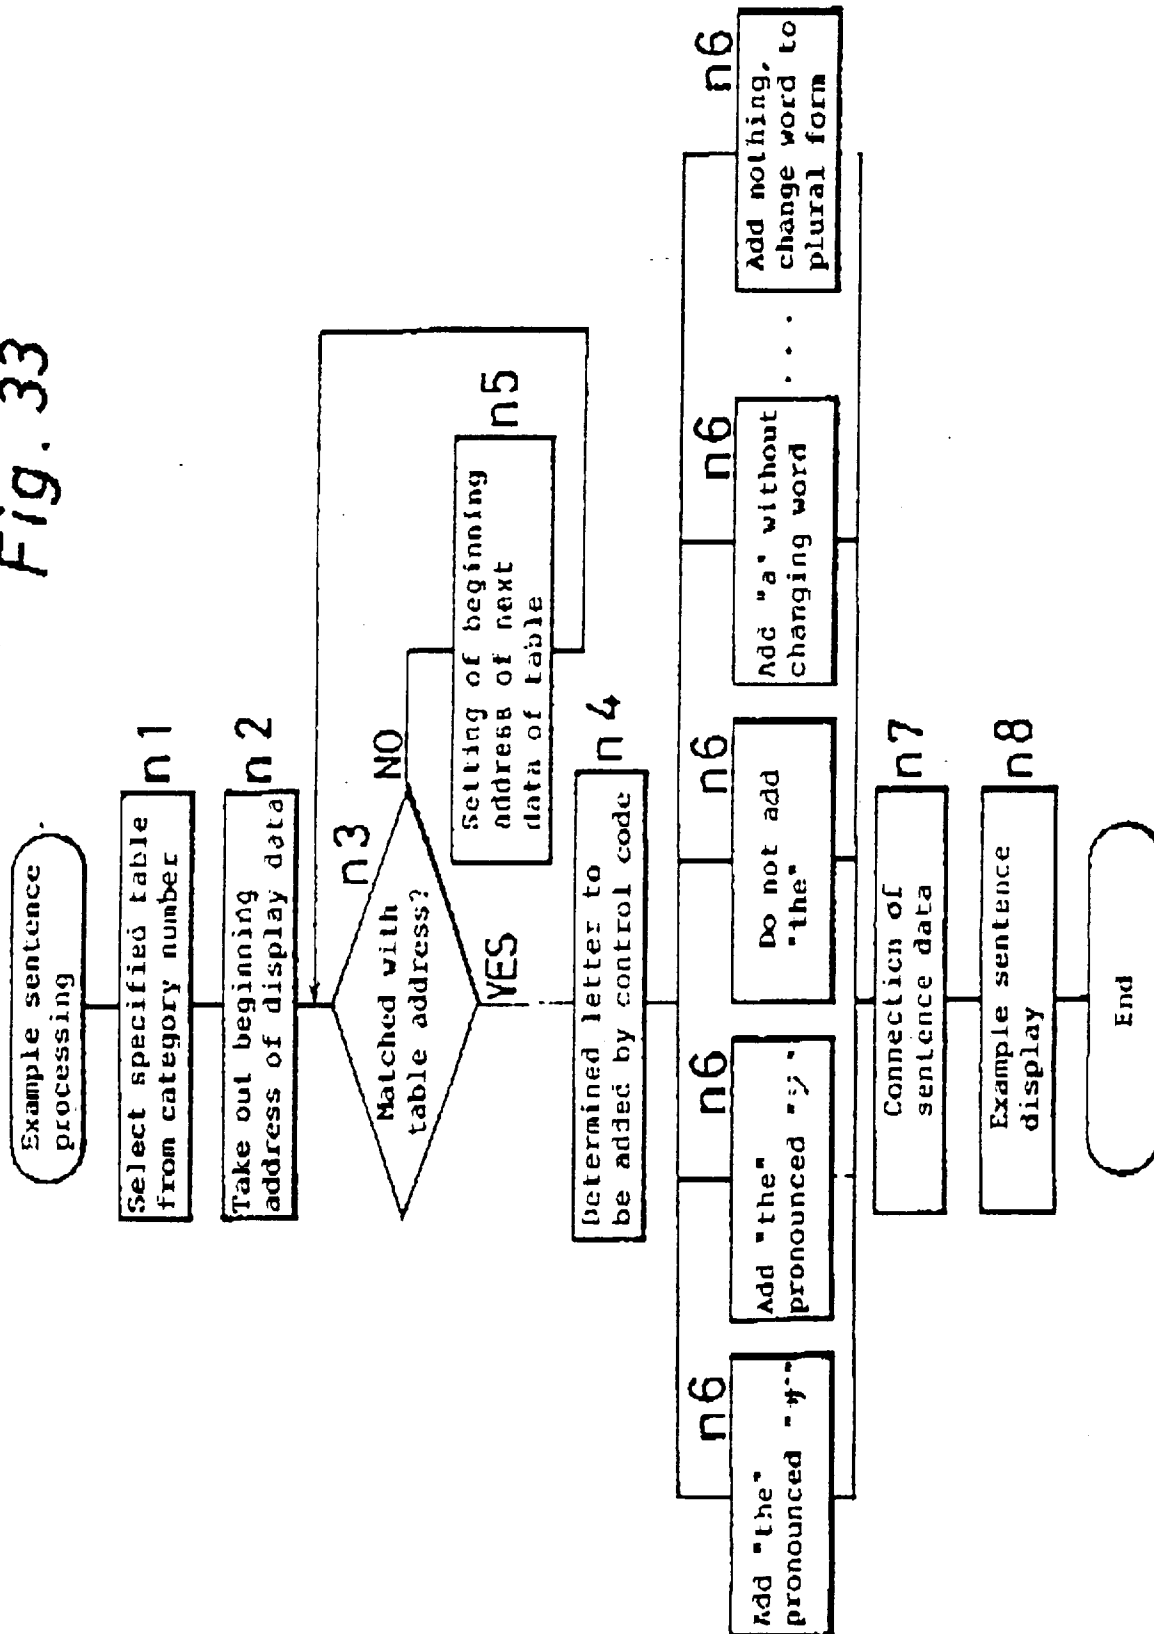 Fig. 33
Example sentence
processing
Select specified table
from category number
n1
Take out beginning
address of display data
n2
Matched with
table address?
n3
NO
YES
Setting of beginning
address of next
data of table
n5
Determined letter to
be added by control code
n4
Add "the"
pronounced "ザ"
n6
Add "the"
pronounced "ジ"
n6
Do not add
"the"
n6
Add "a" without
changing word
n6
. . . .
Add nothing,
change word to
plural form
n6
Connection of
sentence data
n7
Example sentence
display
n8
End